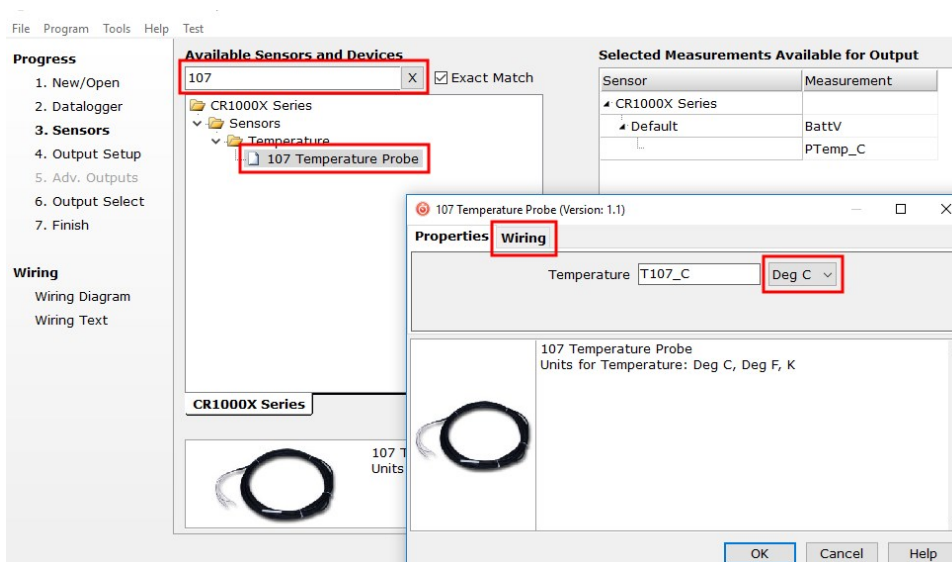 File Program Tools Help Test
Progress
1. New/Open
2. Datalogger
3. Sensors
4. Output Setup
5. Adv. Outputs
6. Output Select
7. Finish
Wiring
Wiring Diagram
Wiring Text
Available Sensors and Devices
107 X Exact Match
CR1000X Series
Sensors
Temperature
107 Temperature Probe
CR1000X Series
107 T
Units
Selected Measurements Available for Output
Sensor Measurement
CR1000X Series
Default BattV
PTemp_C
107 Temperature Probe (Version: 1.1)
Properties Wiring
Temperature T107_C Deg C
107 Temperature Probe
Units for Temperature: Deg C, Deg F, K
OK Cancel Help